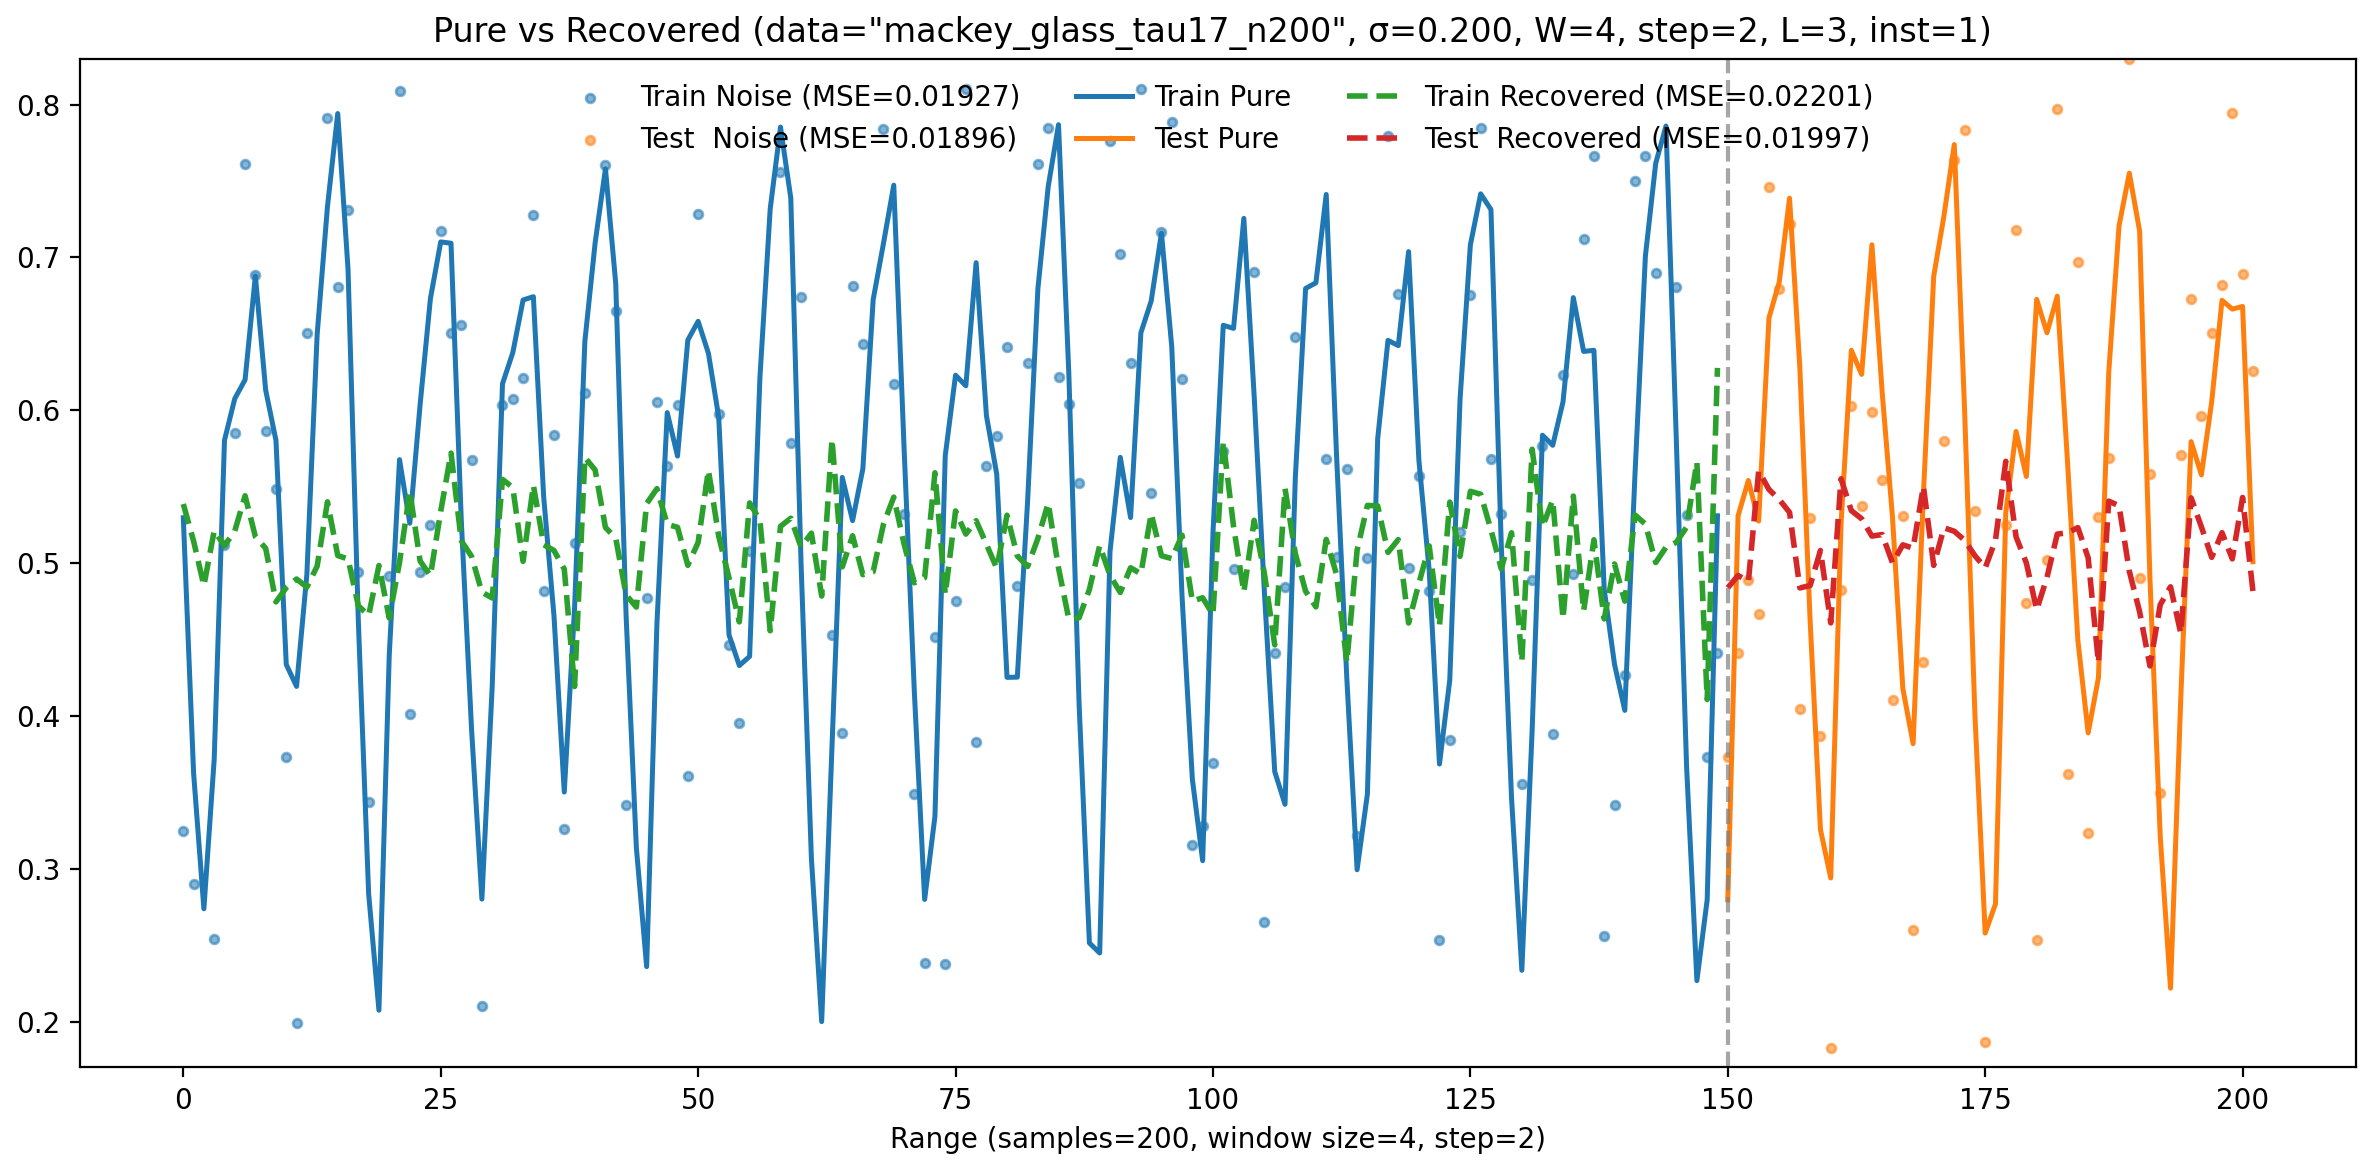 Pure vs Recovered (data="mackey_glass_tau17_n200", σ=0.200, W=4, step=2, L=3, inst=1)
Train Noise (MSE=0.01927)
Test  Noise (MSE=0.01896)
Train Pure
Test Pure
Train Recovered (MSE=0.02201)
Test  Recovered (MSE=0.01997)
0.8
0.7
0.6
0.5
0.4
0.3
0.2
0 25 50 75 100 125 150 175 200
Range (samples=200, window size=4, step=2)